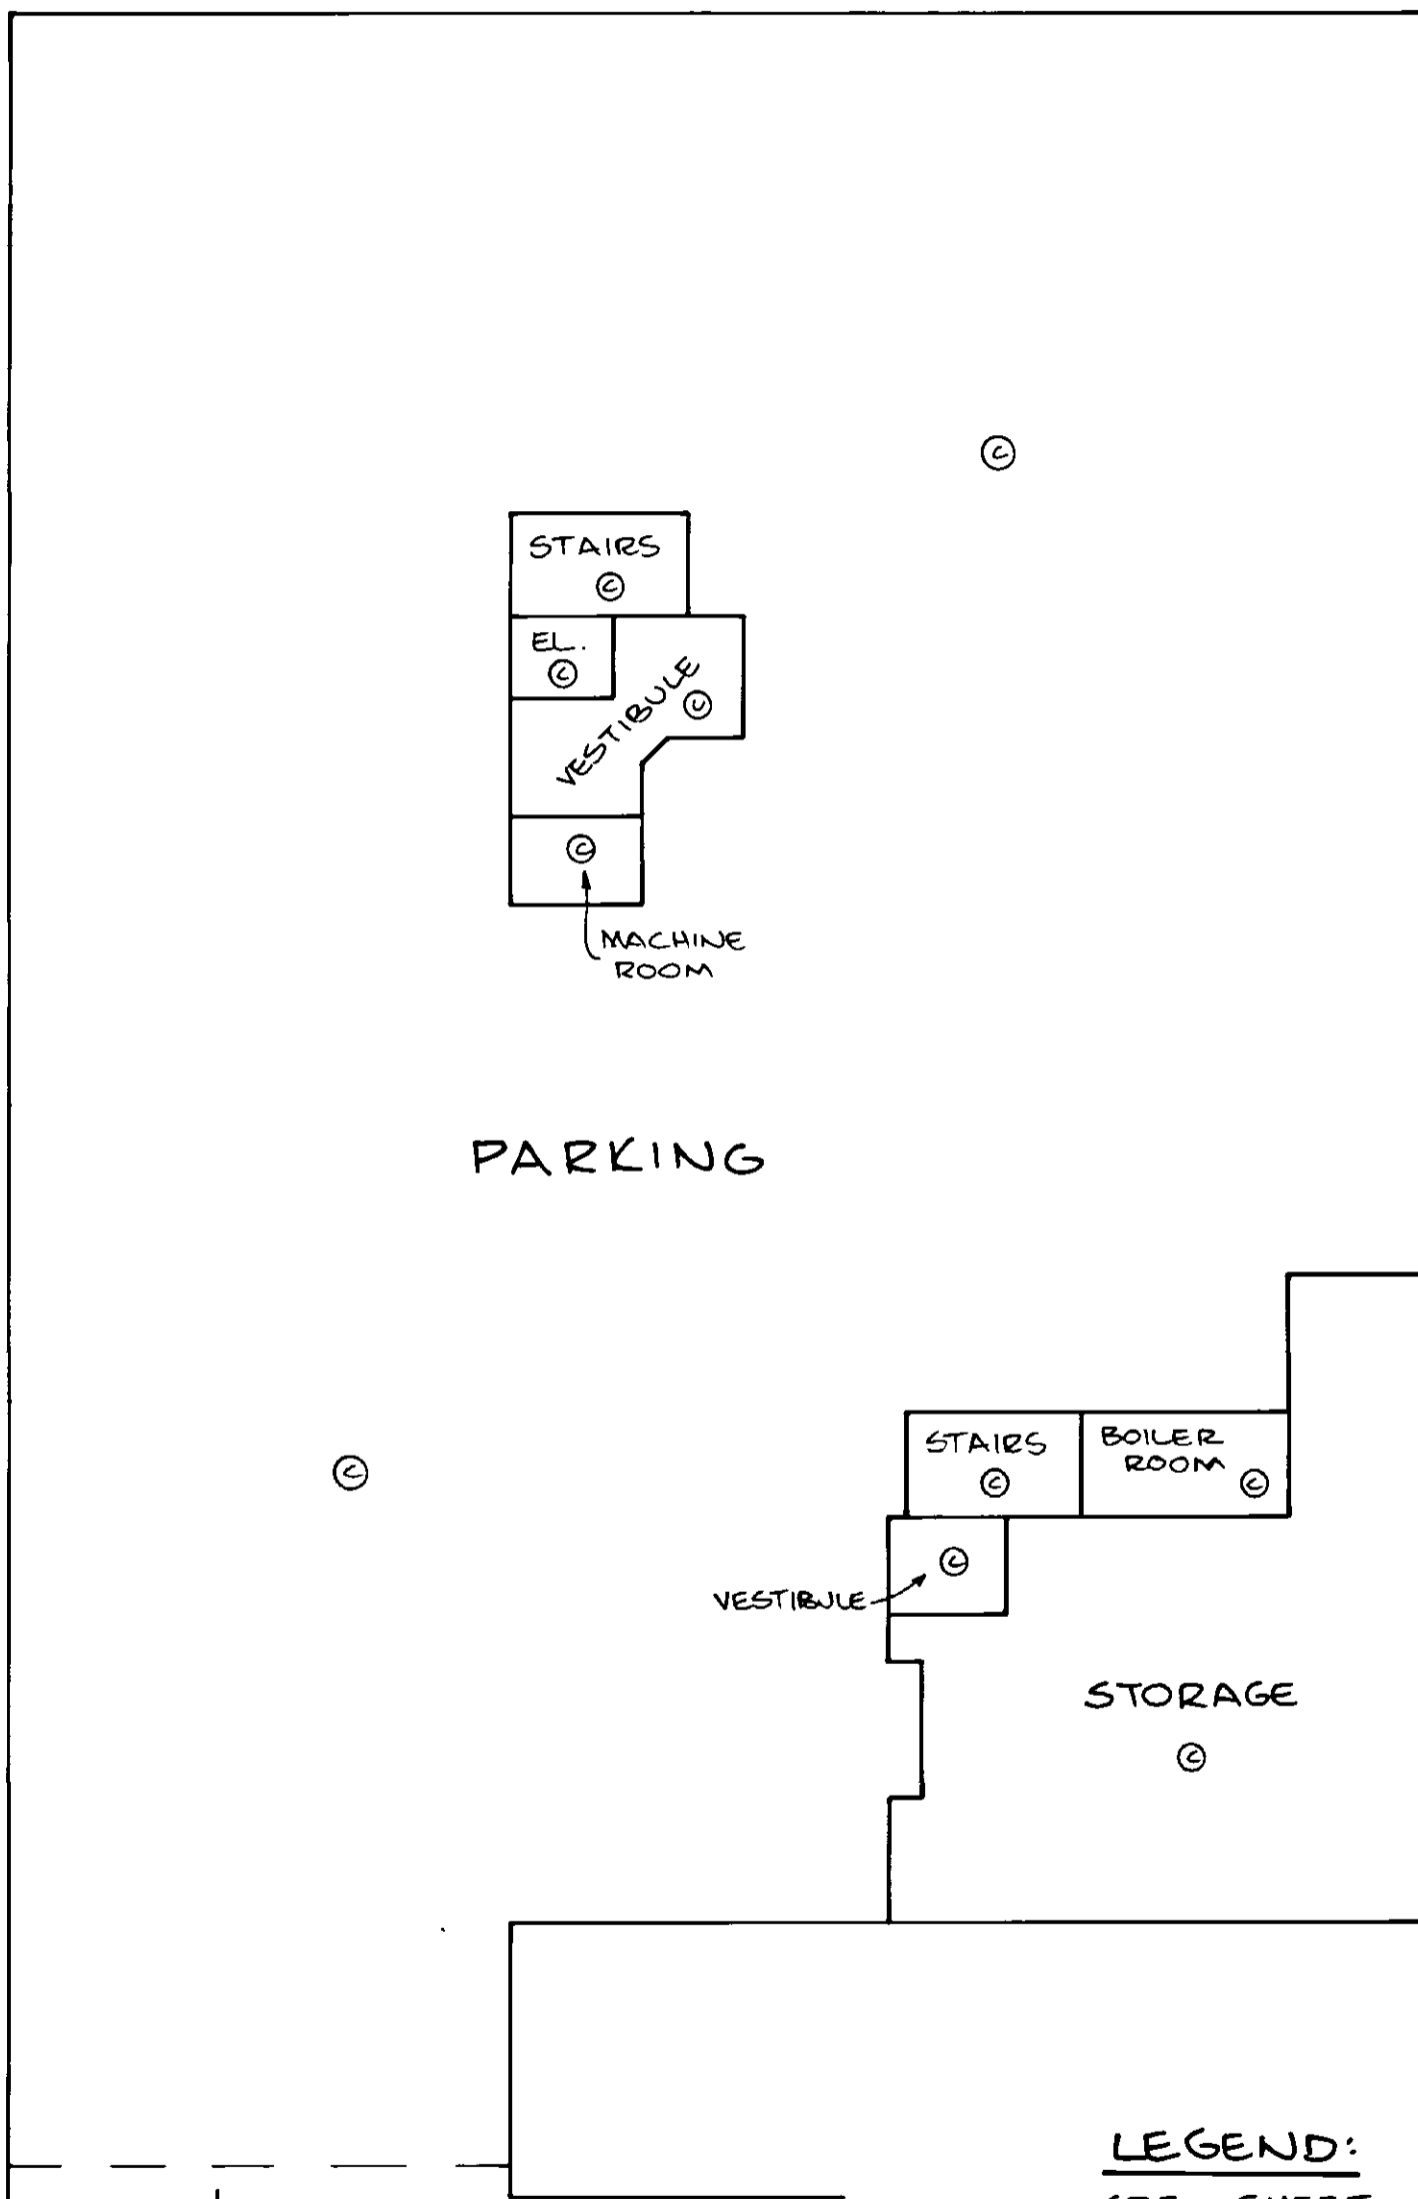 Ⓒ
STAIRS
Ⓒ
EL.
Ⓒ
VESTIBULE
Ⓒ
Ⓒ
MACHINE
ROOM
PARKING
STAIRS
Ⓒ
BOILER
ROOM
Ⓒ
Ⓒ
Ⓒ
VESTIBULE
STORAGE
Ⓒ
LEGEND: